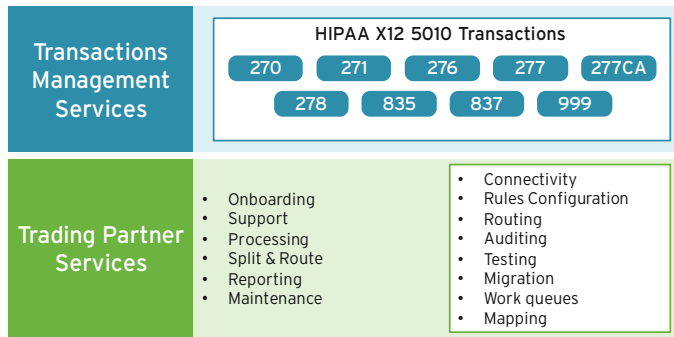 Transactions
Management
Services
HIPAA X12 5010 Transactions
270 271 276 277 277CA
278 835 837 999
Trading Partner
Services
• Onboarding
• Support
• Processing
• Split & Route
• Reporting
• Maintenance
• Connectivity
• Rules Configuration
• Routing
• Auditing
• Testing
• Migration
• Work queues
• Mapping